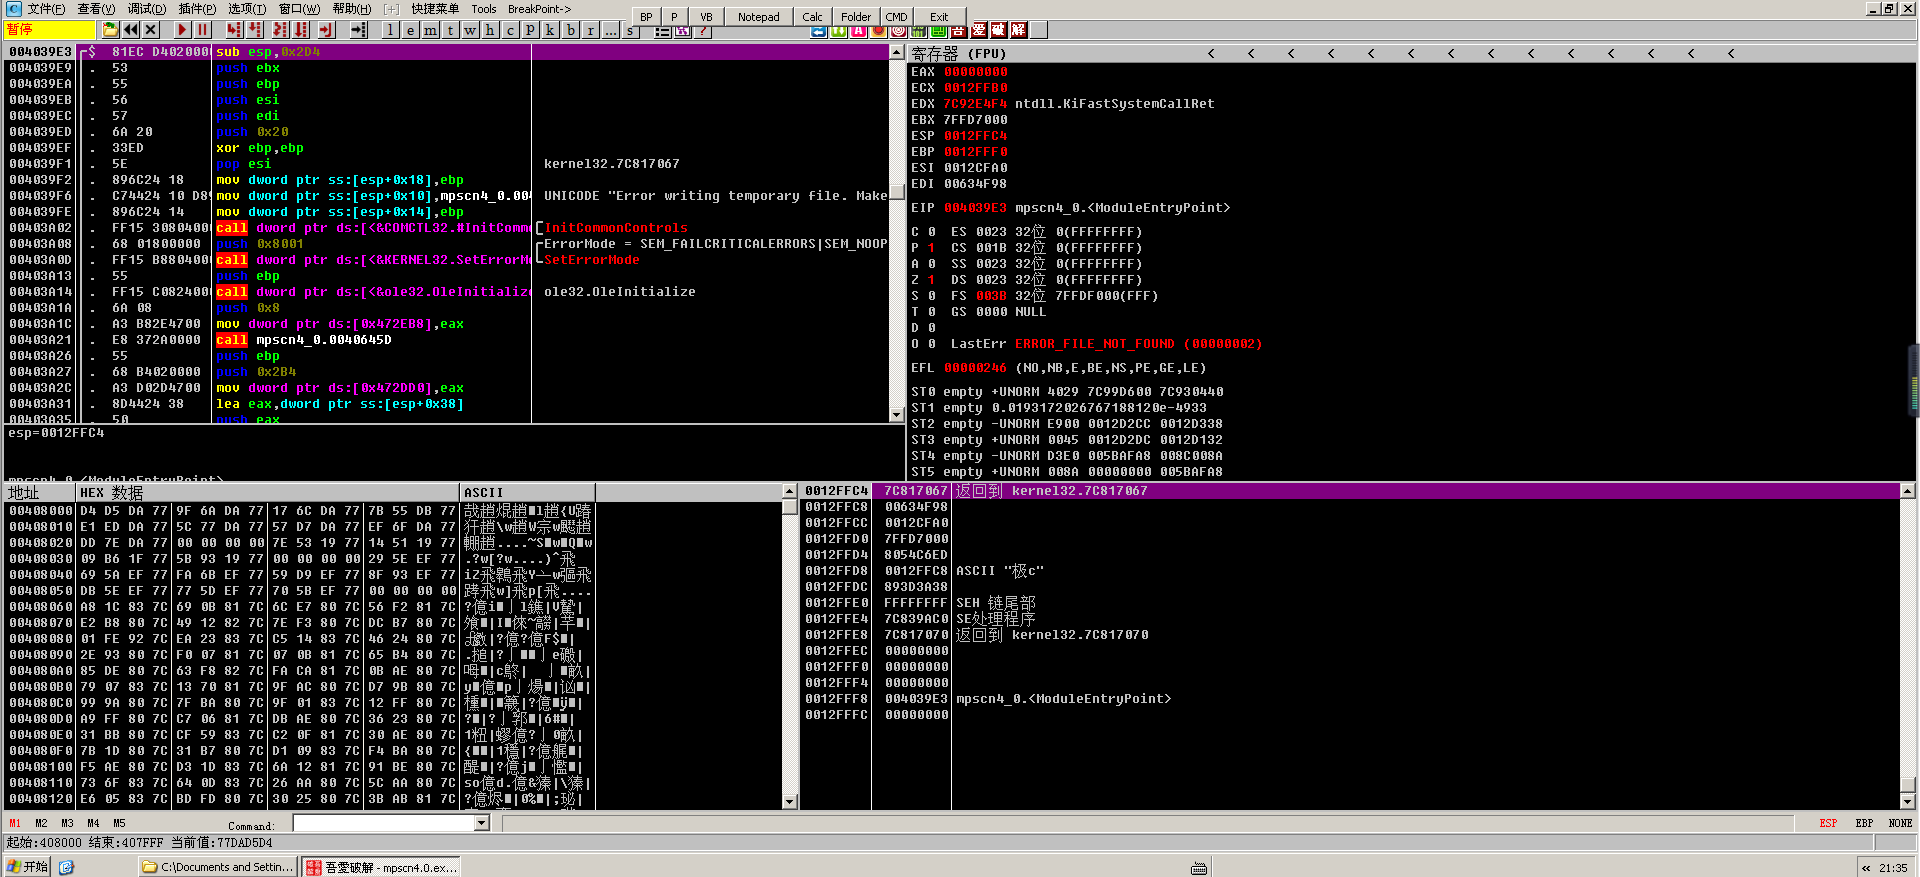 文件(F) 查看(V) 调试(D) 插件(P) 选项(T) 窗口(W) 帮助(H) [+] 快捷菜单 Tools BreakPoint->
BP P VB Notepad Calc Folder CMD Exit
暂停 l e m t w h c p k b r ... s
吾 爱 破 解
004039E3 $ 81EC D4020000 sub esp,0x2D4
004039E9 . 53 push ebx
004039EA . 55 push ebp
004039EB . 56 push esi
004039EC . 57 push edi
004039ED . 6A 20 push 0x20
004039EF . 33ED xor ebp,ebp
004039F1 . 5E pop esi kernel32.7C817067
004039F2 . 896C24 18 mov dword ptr ss:[esp+0x18],ebp
004039F6 . C74424 10 D89 mov dword ptr ss:[esp+0x10],mpscn4_0.004 UNICODE "Error writing temporary file. Make
004039FE . 896C24 14 mov dword ptr ss:[esp+0x14],ebp
00403A02 . FF15 30804000 call dword ptr ds:[<&COMCTL32.#InitComm InitCommonControls
00403A08 . 68 01800000 push 0x8001 ErrorMode = SEM_FAILCRITICALERRORS|SEM_NOOP
00403A0D . FF15 B8804000 call dword ptr ds:[<&KERNEL32.SetErrorMo SetErrorMode
00403A13 . 55 push ebp
00403A14 . FF15 C0824000 call dword ptr ds:[<&ole32.OleInitialize ole32.OleInitialize
00403A1A . 6A 08 push 0x8
00403A1C . A3 B82E4700 mov dword ptr ds:[0x472EB8],eax
00403A21 . E8 372A0000 call mpscn4_0.0040645D
00403A26 . 55 push ebp
00403A27 . 68 B4020000 push 0x2B4
00403A2C . A3 D02D4700 mov dword ptr ds:[0x472DD0],eax
00403A31 . 8D4424 38 lea eax,dword ptr ss:[esp+0x38]
00403A35 . 50 push eax
esp=0012FFC4
mpscn4_0.<ModuleEntryPoint>
寄存器 (FPU) < < < < < < < < < < < < < <
EAX 00000000
ECX 0012FFB0
EDX 7C92E4F4 ntdll.KiFastSystemCallRet
EBX 7FFD7000
ESP 0012FFC4
EBP 0012FFF0
ESI 0012CFA0
EDI 00634F98
EIP 004039E3 mpscn4_0.<ModuleEntryPoint>
C 0 ES 0023 32位 0(FFFFFFFF)
P 1 CS 001B 32位 0(FFFFFFFF)
A 0 SS 0023 32位 0(FFFFFFFF)
Z 1 DS 0023 32位 0(FFFFFFFF)
S 0 FS 003B 32位 7FFDF000(FFF)
T 0 GS 0000 NULL
D 0
O 0 LastErr ERROR_FILE_NOT_FOUND (00000002)
EFL 00000246 (NO,NB,E,BE,NS,PE,GE,LE)
ST0 empty +UNORM 4029 7C99D600 7C930440
ST1 empty 0.0193172026767188120e-4933
ST2 empty -UNORM E900 0012D2CC 0012D338
ST3 empty +UNORM 0045 0012D2DC 0012D132
ST4 empty -UNORM D3E0 005BAFA8 008C008A
ST5 empty +UNORM 008A 00000000 005BAFA8
地址 HEX 数据 ASCII
00408000 D4 D5 DA 77 9F 6A DA 77 17 6C DA 77 7B 55 DB 77
00408010 E1 ED DA 77 5C 77 DA 77 57 D7 DA 77 EF 6F DA 77
00408020 DD 7E DA 77 00 00 00 00 7E 53 19 77 14 51 19 77
00408030 09 B6 1F 77 5B 93 19 77 00 00 00 00 29 5E EF 77
00408040 69 5A EF 77 FA 6B EF 77 59 D9 EF 77 8F 93 EF 77
00408050 DB 5E EF 77 77 5D EF 77 70 5B EF 77 00 00 00 00
00408060 A8 1C 83 7C 69 0B 81 7C 6C E7 80 7C 56 F2 81 7C
00408070 E2 B8 80 7C 49 12 82 7C 7E F3 80 7C DC B7 80 7C
00408080 01 FE 92 7C EA 23 83 7C C5 14 83 7C 46 24 80 7C
00408090 2E 93 80 7C F0 07 81 7C 07 0B 81 7C 65 B4 80 7C
004080A0 85 DE 80 7C 63 F8 82 7C FA CA 81 7C 0B AE 80 7C
004080B0 79 07 83 7C 13 70 81 7C 9F AC 80 7C D7 9B 80 7C
004080C0 99 9A 80 7C 7F BA 80 7C 9F 01 83 7C 12 FF 80 7C
004080D0 A9 FF 80 7C C7 06 81 7C DB AE 80 7C 36 23 80 7C
004080E0 31 BB 80 7C CF 59 83 7C C2 0F 81 7C 30 AE 80 7C
004080F0 7B 1D 80 7C 31 B7 80 7C D1 09 83 7C F4 BA 80 7C
00408100 F5 AE 80 7C D3 1D 83 7C 6A 12 81 7C 91 BE 80 7C
00408110 73 6F 83 7C 64 0D 83 7C 26 AA 80 7C 5C AA 80 7C
00408120 E6 05 83 7C BD FD 80 7C 30 25 80 7C 3B AB 81 7C
0012FFC4 7C817067 返回到 kernel32.7C817067
0012FFC8 00634F98
0012FFCC 0012CFA0
0012FFD0 7FFD7000
0012FFD4 8054C6ED
0012FFD8 0012FFC8 ASCII "极c"
0012FFDC 893D3A38
0012FFE0 FFFFFFFF SEH 链尾部
0012FFE4 7C839AC0 SE处理程序
0012FFE8 7C817070 返回到 kernel32.7C817070
0012FFEC 00000000
0012FFF0 00000000
0012FFF4 00000000
0012FFF8 004039E3 mpscn4_0.<ModuleEntryPoint>
0012FFFC 00000000
M1 M2 M3 M4 M5 Command: ESP EBP NONE
起始:408000 结束:407FFF 当前值:77DAD5D4
开始 C:\Documents and Settin... 吾爱破解 - mpscn4.0.ex... « 21:35